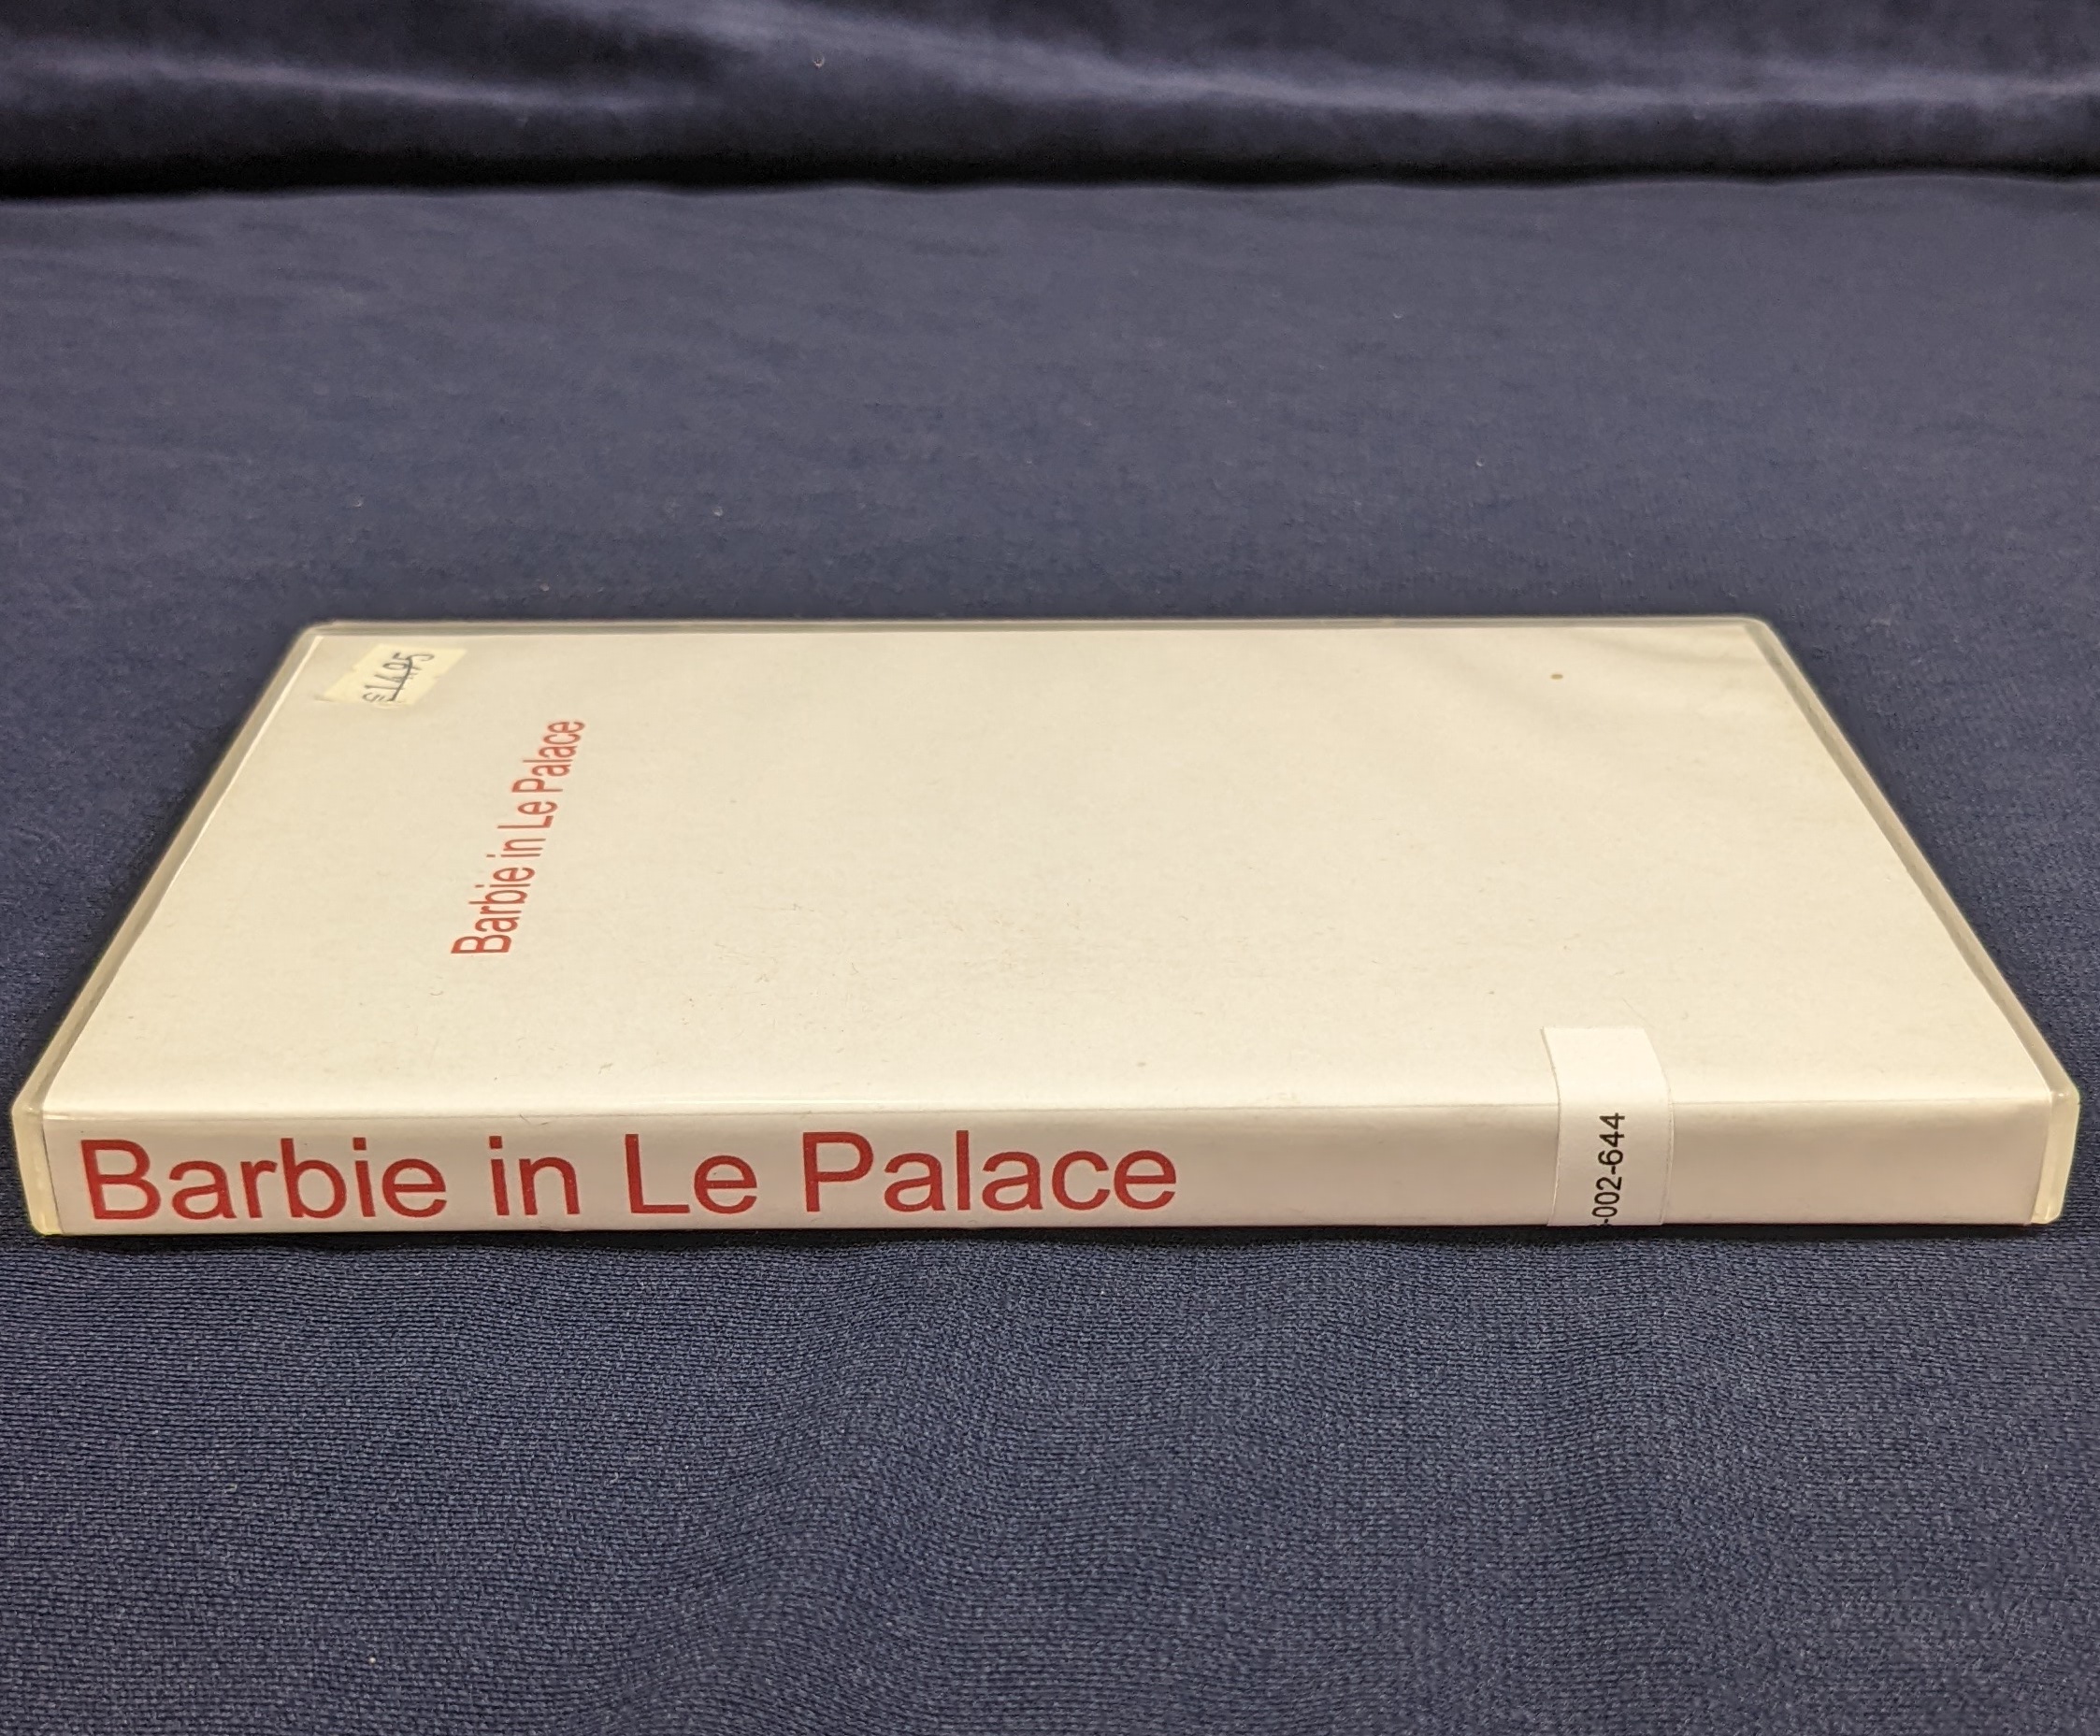 £14.95
Barbie in Le Palace
Barbie in Le Palace
-002-644